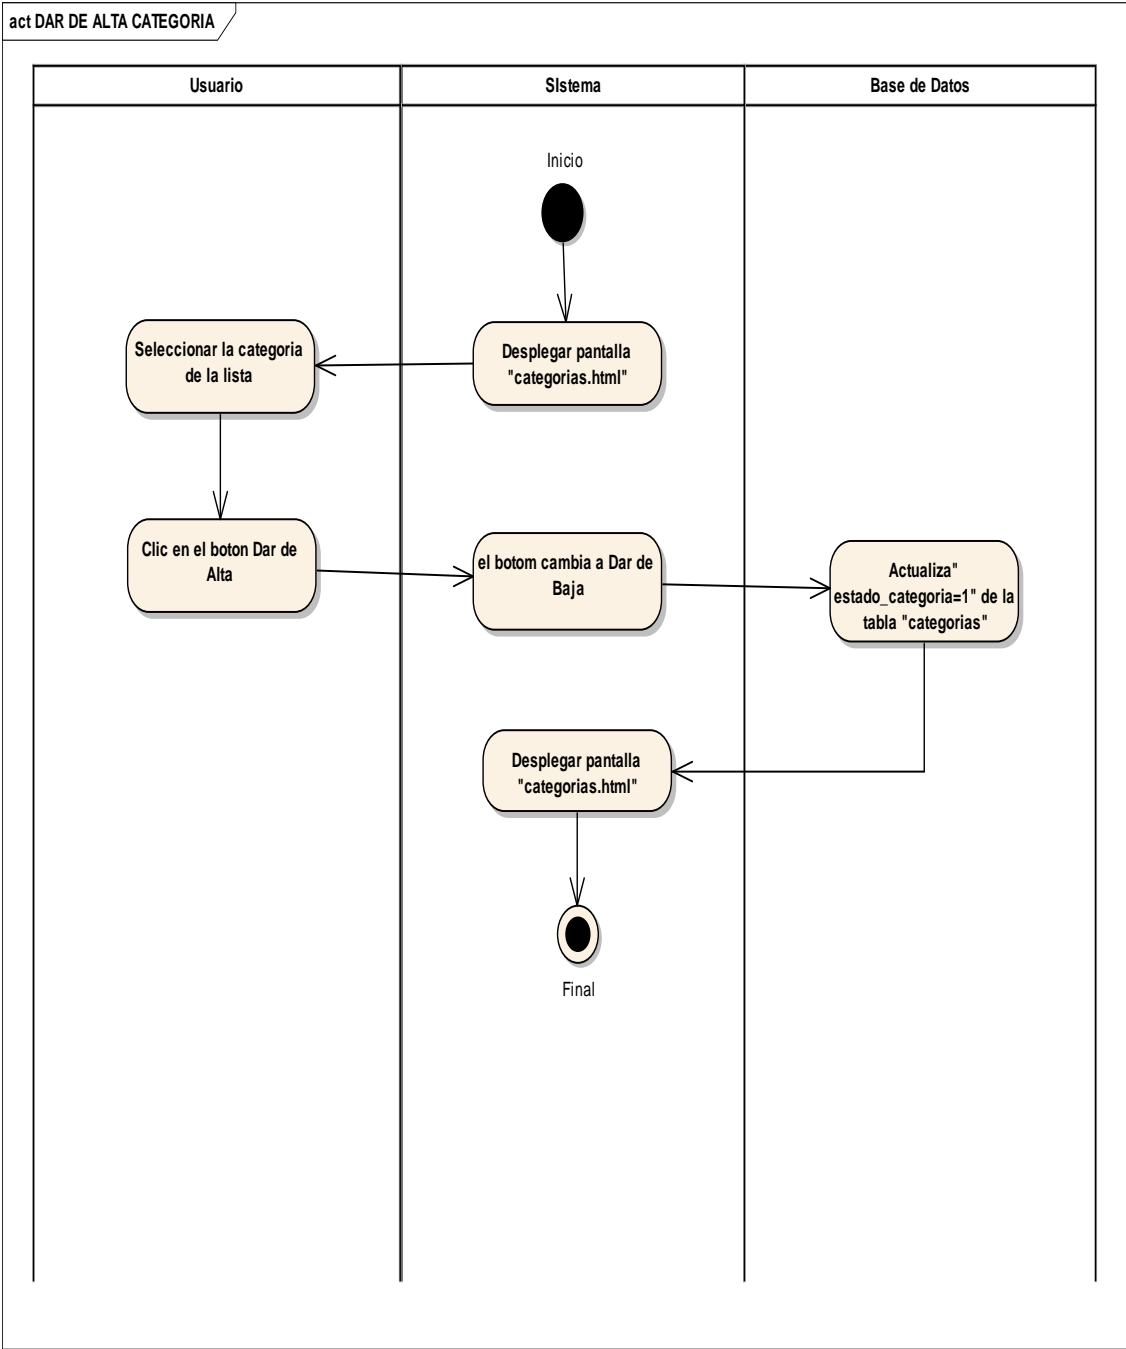 act DAR DE ALTA CATEGORIA
Usuario
SIstema
Base de Datos
Inicio
Desplegar pantalla
"categorias.html"
Seleccionar la categoria
de la lista
Clic en el boton Dar de
Alta
el botom cambia a Dar de
Baja
Actualiza"
estado_categoria=1" de la
tabla "categorias"
Desplegar pantalla
"categorias.html"
Final